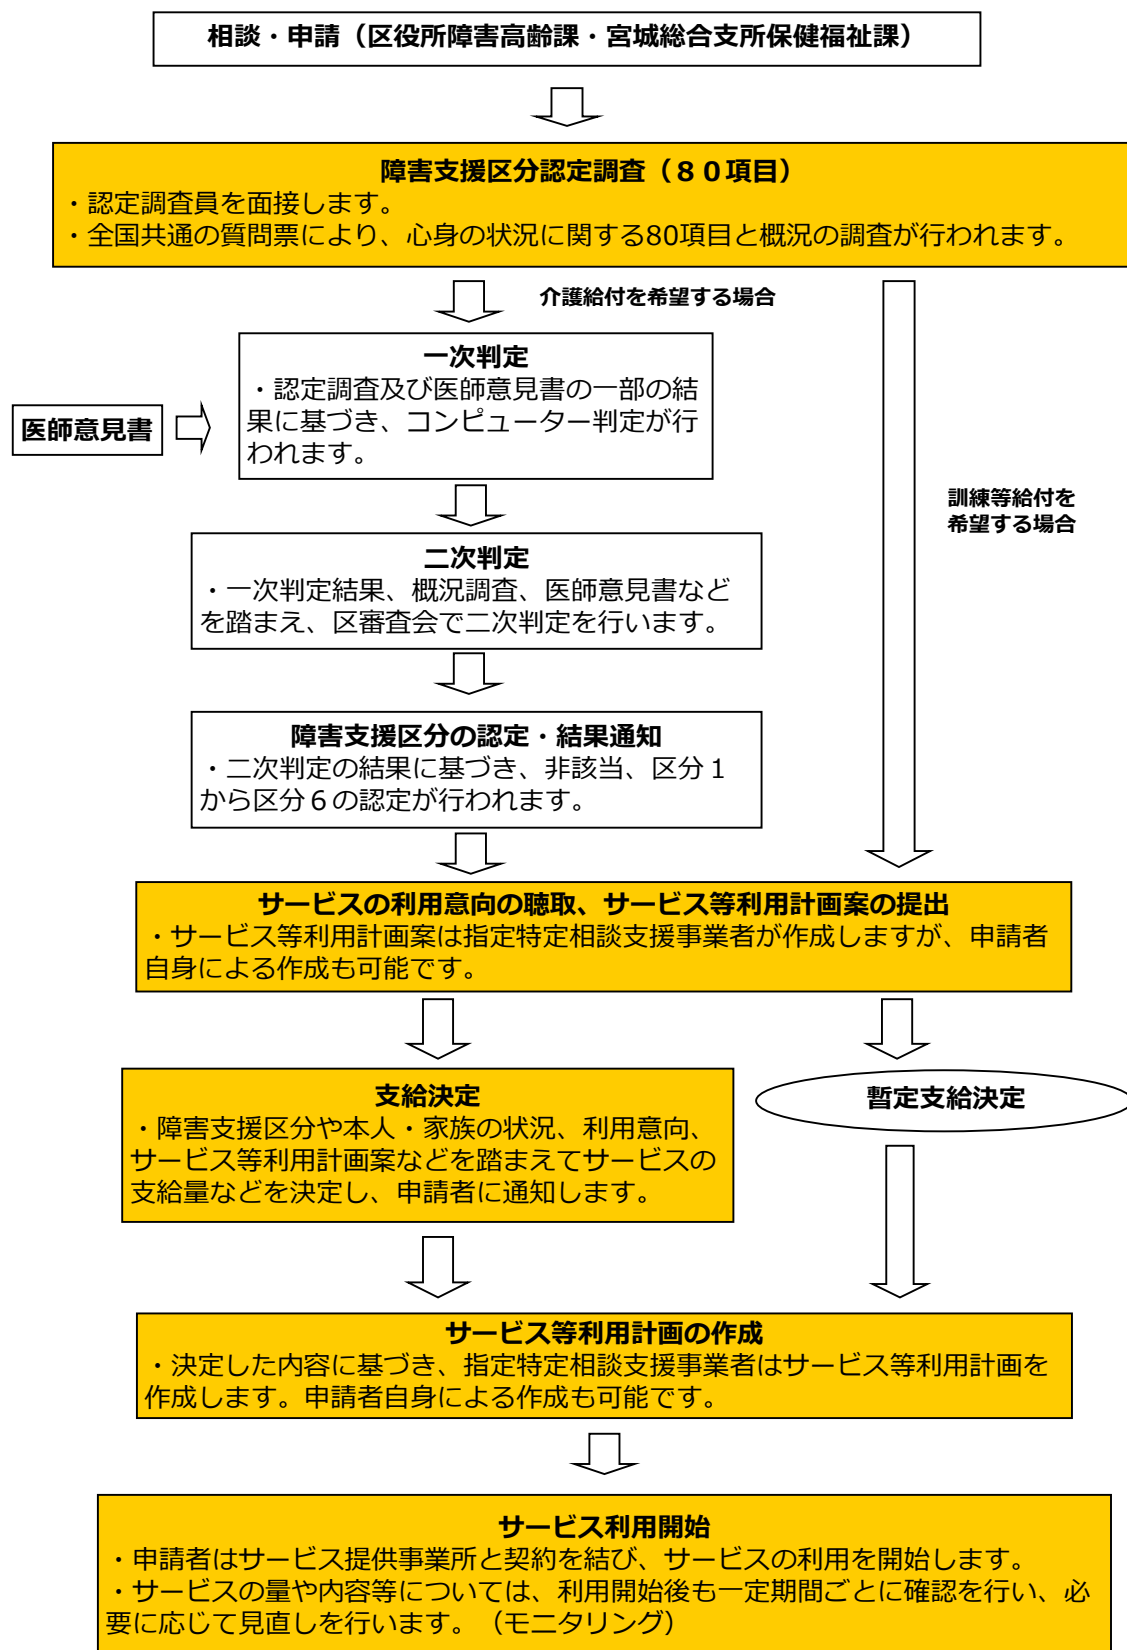 相談・申請（区役所障害高齢課・宮城総合支所保健福祉課）
障害支援区分認定調査（８０項目）
・認定調査員を面接します。
・全国共通の質問票により、心身の状況に関する80項目と概況の調査が行われます。
介護給付を希望する場合
一次判定
・認定調査及び医師意見書の一部の結
果に基づき、コンピューター判定が行
われます。
医師意見書
訓練等給付を
希望する場合
二次判定
・一次判定結果、概況調査、医師意見書など
を踏まえ、区審査会で二次判定を行います。
障害支援区分の認定・結果通知
・二次判定の結果に基づき、非該当、区分１
から区分６の認定が行われます。
サービスの利用意向の聴取、サービス等利用計画案の提出
・サービス等利用計画案は指定特定相談支援事業者が作成しますが、申請者
自身による作成も可能です。
支給決定
・障害支援区分や本人・家族の状況、利用意向、
サービス等利用計画案などを踏まえてサービスの
支給量などを決定し、申請者に通知します。
暫定支給決定
サービス等利用計画の作成
・決定した内容に基づき、指定特定相談支援事業者はサービス等利用計画を
作成します。申請者自身による作成も可能です。
サービス利用開始
・申請者はサービス提供事業所と契約を結び、サービスの利用を開始します。
・サービスの量や内容等については、利用開始後も一定期間ごとに確認を行い、必
要に応じて見直しを行います。（モニタリング）